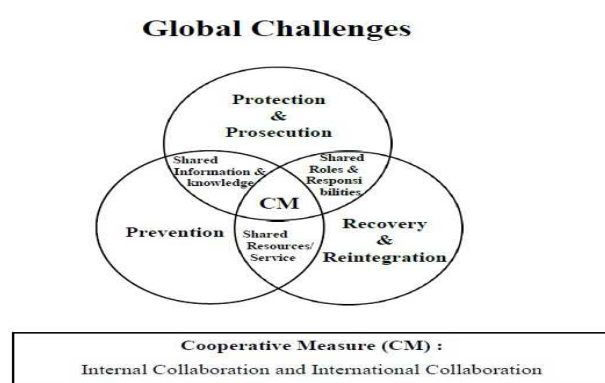 Global Challenges
Protection
&
Prosecution
Shared
Information &
knowledge
Shared
Roles &
Responsi
bilities
CM
Prevention
Shared
Resources/
Service
Recovery
&
Reintegration
Cooperative Measure (CM) :
Internal Collaboration and International Collaboration